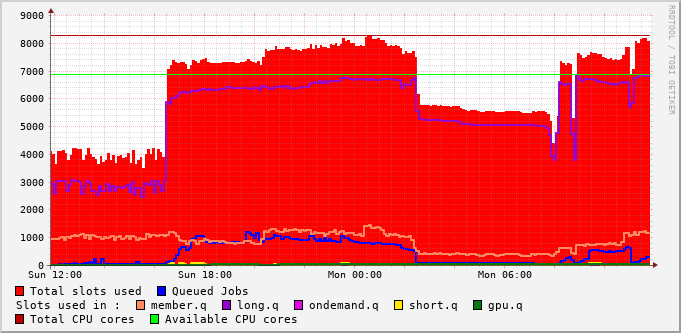 9000
8000
7000
6000
5000
4000
3000
2000
1000
0
Sun 12:00 Sun 18:00 Mon 00:00 Mon 06:00
Total slots used Queued Jobs
Slots used in : member.q long.q ondemand.q short.q gpu.q
Total CPU cores Available CPU cores
RRDTOOL / TOBI OETIKER